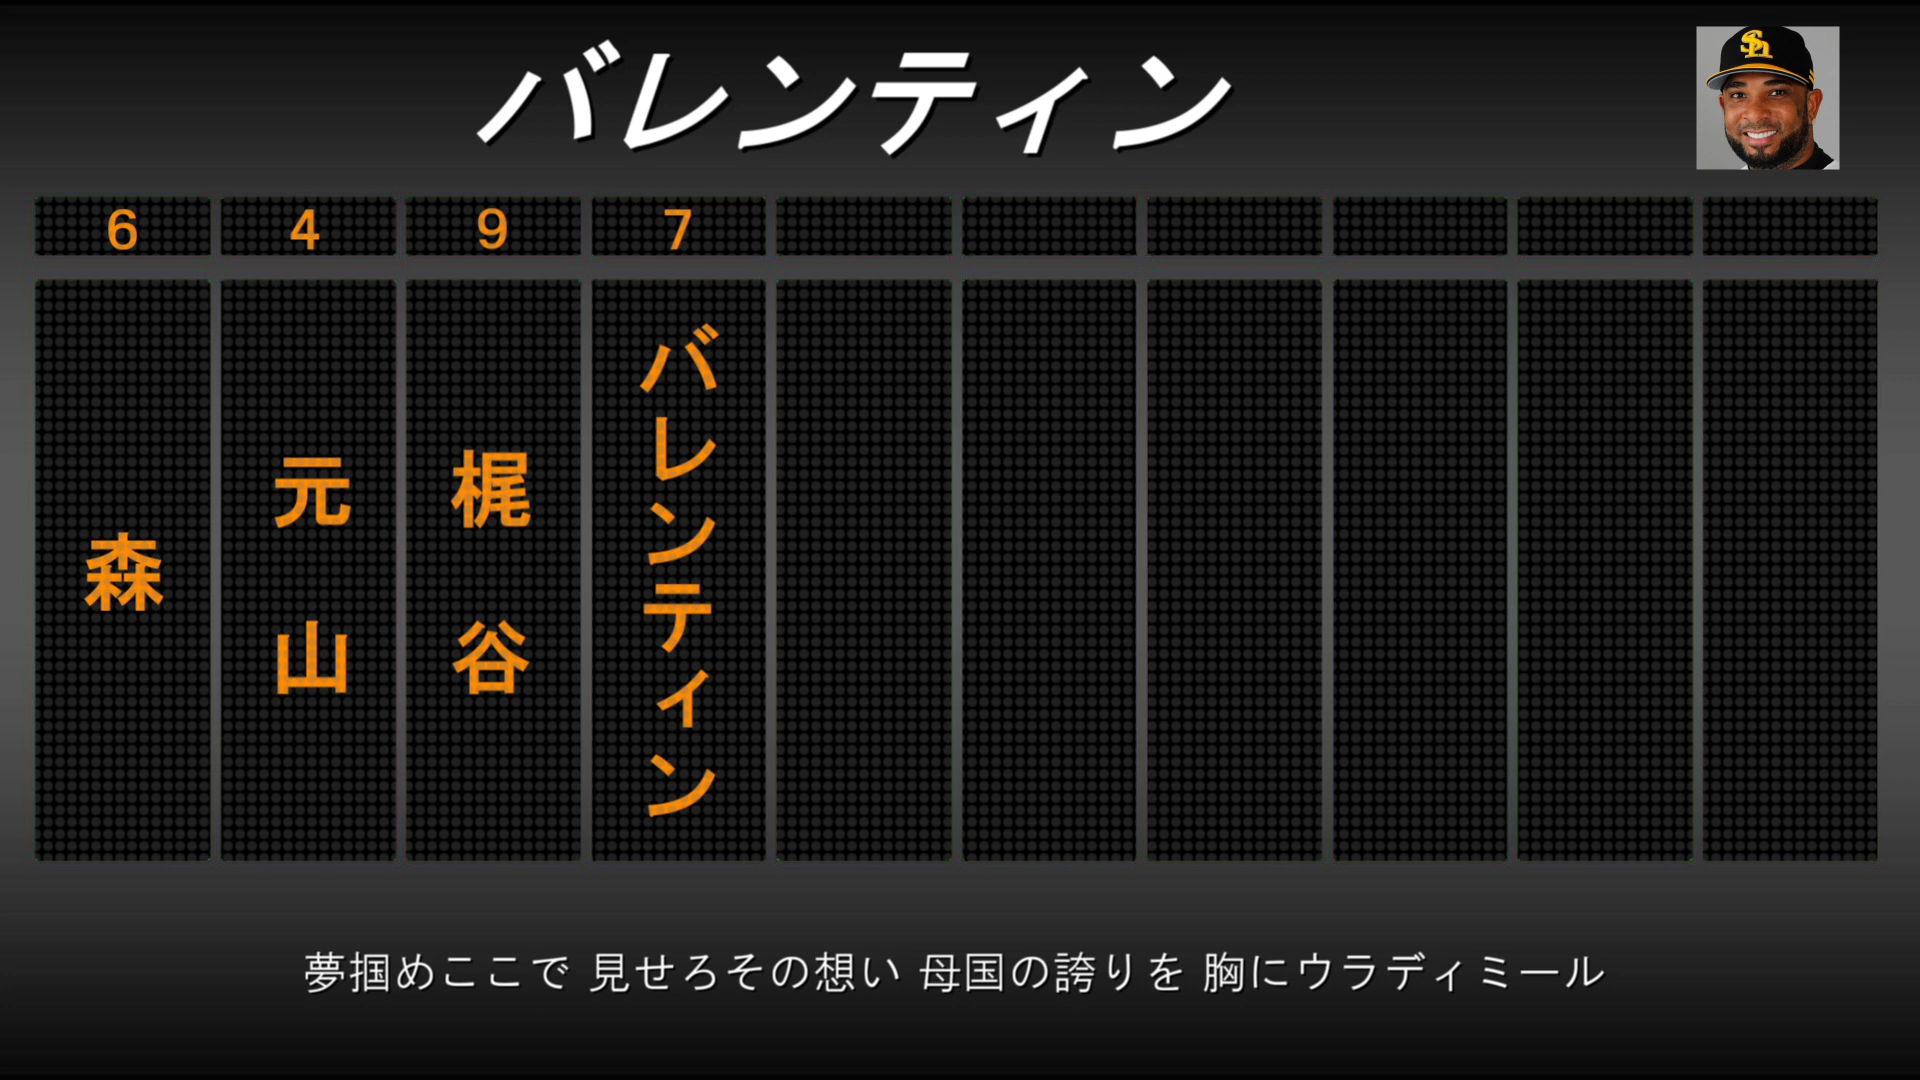 バレンティン
6 4 9 7
森
元山
梶谷
バレンティン
夢掴めここで 見せろその想い 母国の誇りを 胸にウラディミール
SH